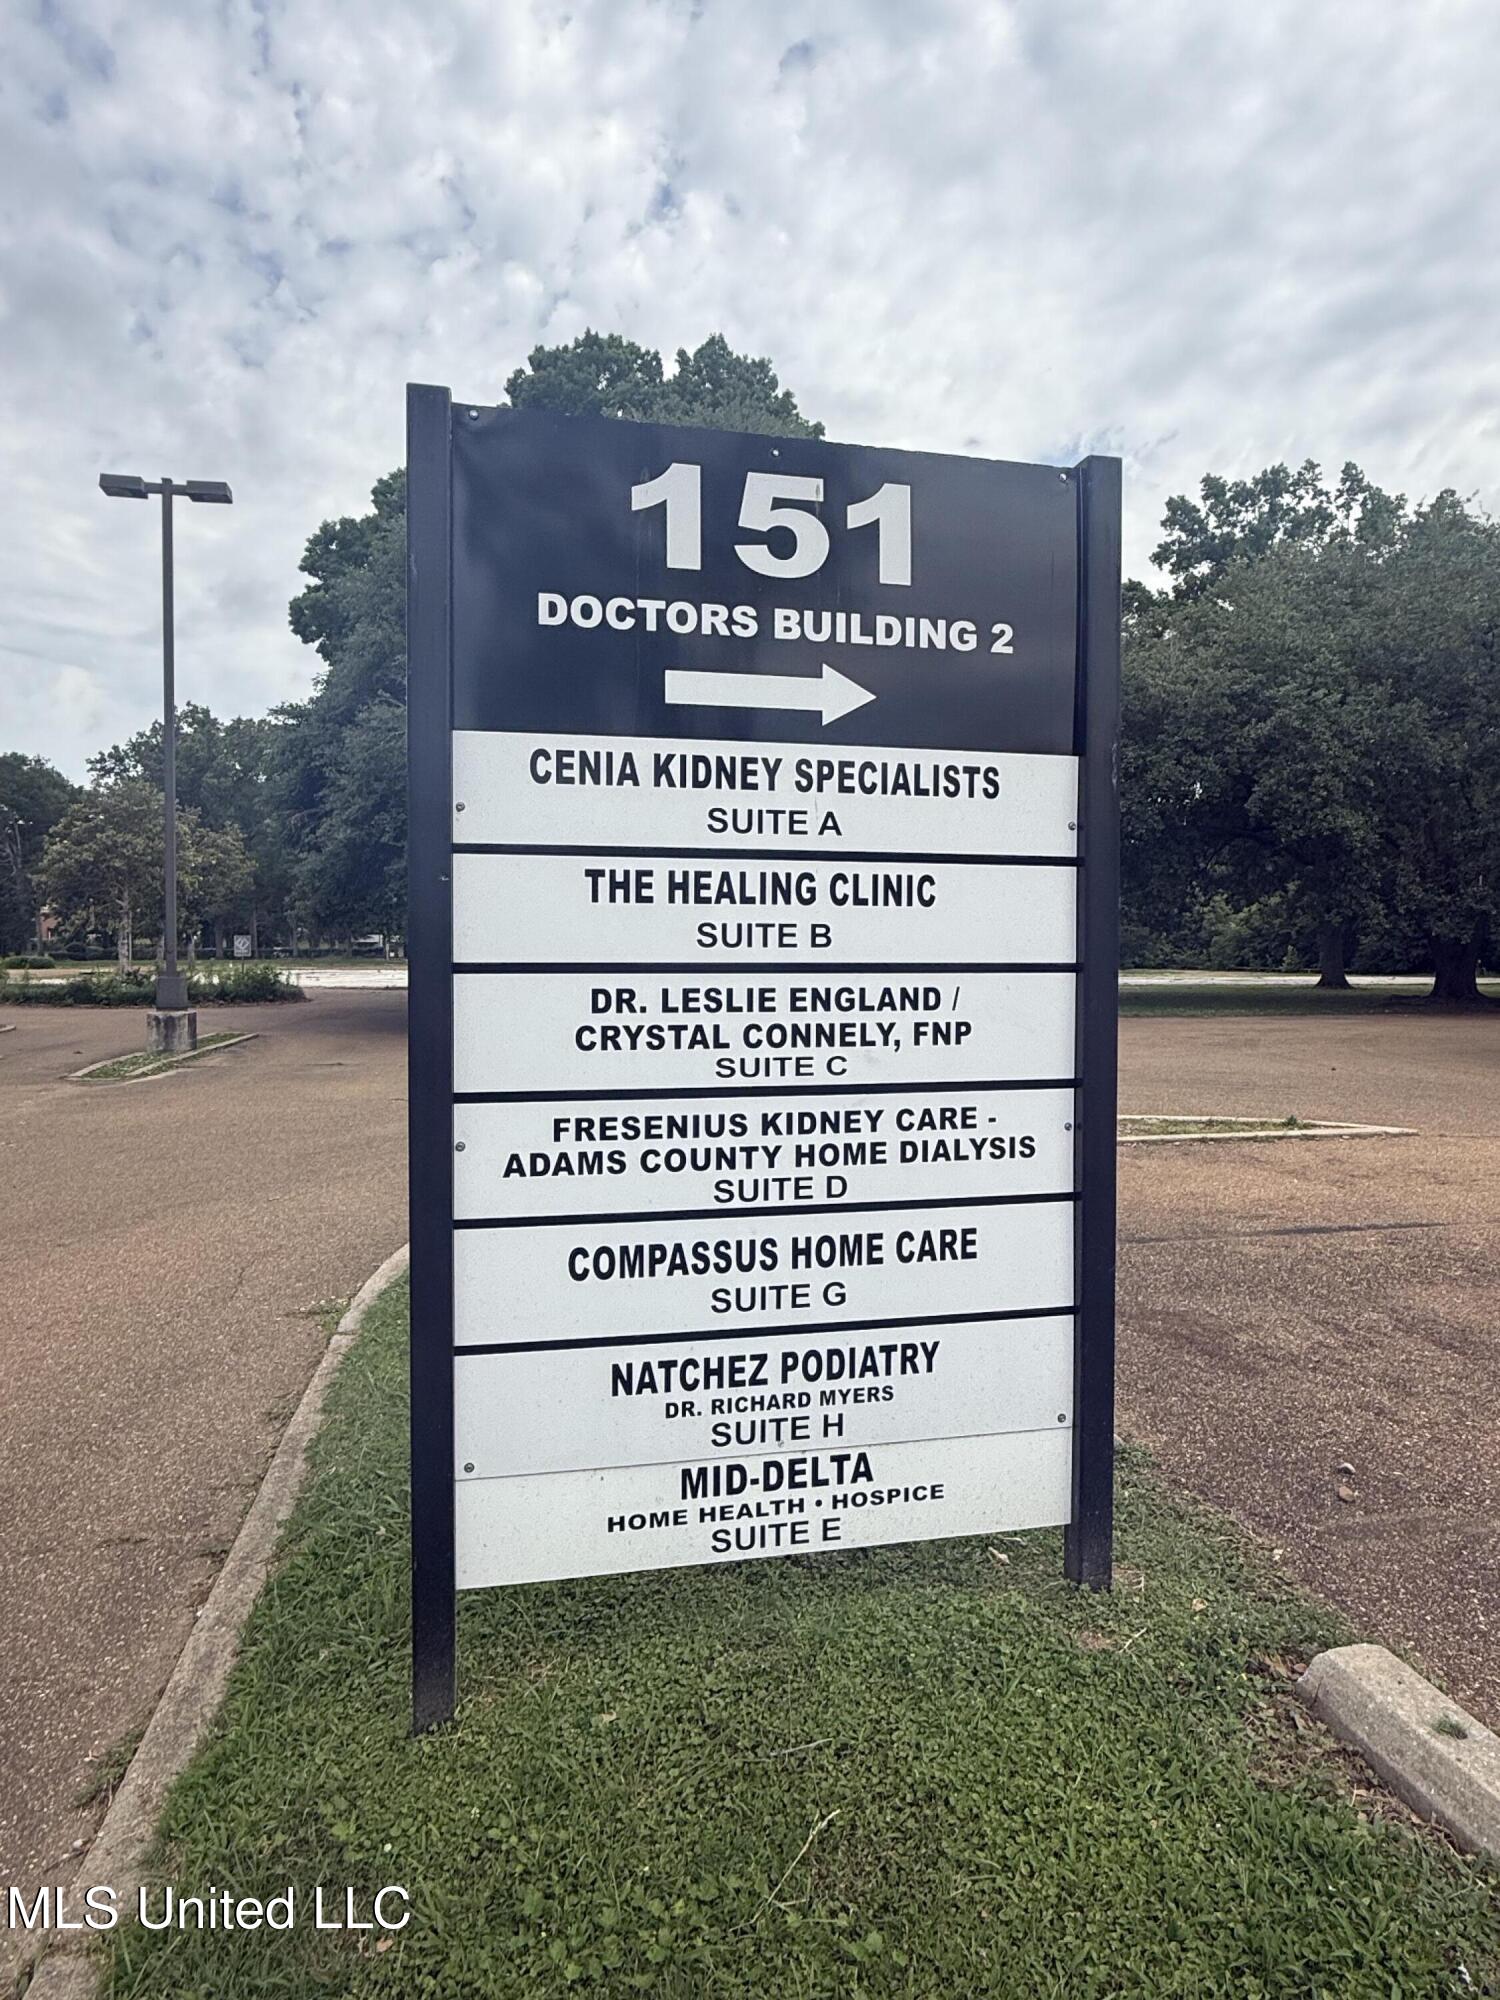 151
DOCTORS BUILDING 2
CENIA KIDNEY SPECIALISTS
SUITE A
THE HEALING CLINIC
SUITE B
DR. LESLIE ENGLAND /
CRYSTAL CONNELY, FNP
SUITE C
FRESENIUS KIDNEY CARE -
ADAMS COUNTY HOME DIALYSIS
SUITE D
COMPASSUS HOME CARE
SUITE G
NATCHEZ PODIATRY
DR. RICHARD MYERS
SUITE H
MID-DELTA
HOME HEALTH • HOSPICE
SUITE E
MLS United LLC